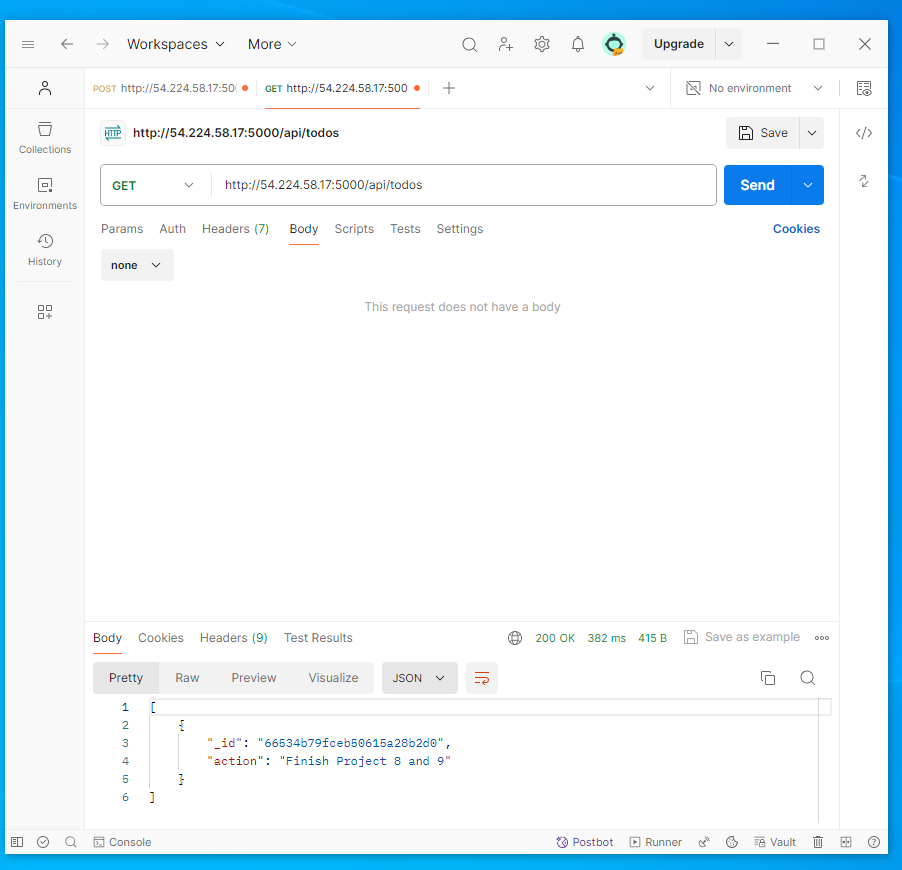 Workspaces More Upgrade
POST http://54.224.58.17:50( GET http://54.224.58.17:500 No environment
HTTP http://54.224.58.17:5000/api/todos Save
Collections
GET http://54.224.58.17:5000/api/todos Send
Environments
Params Auth Headers (7) Body Scripts Tests Settings Cookies
History
none
This request does not have a body
Body Cookies Headers (9) Test Results 200 OK 382 ms 415 B Save as example
Pretty Raw Preview Visualize JSON
1 [
2 {
3 "_id": "66534b79fceb50615a28b2d0",
4 "action": "Finish Project 8 and 9"
5 }
6 ]
Console Postbot Runner Vault